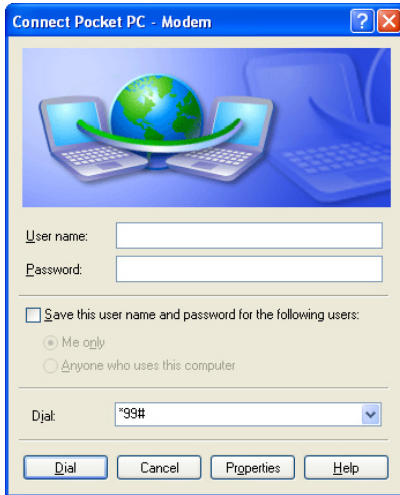 Connect Pocket PC - Modem
User name:
Password:
Save this user name and password for the following users:
Me only
Anyone who uses this computer
Dial: *99#
Dial Cancel Properties Help